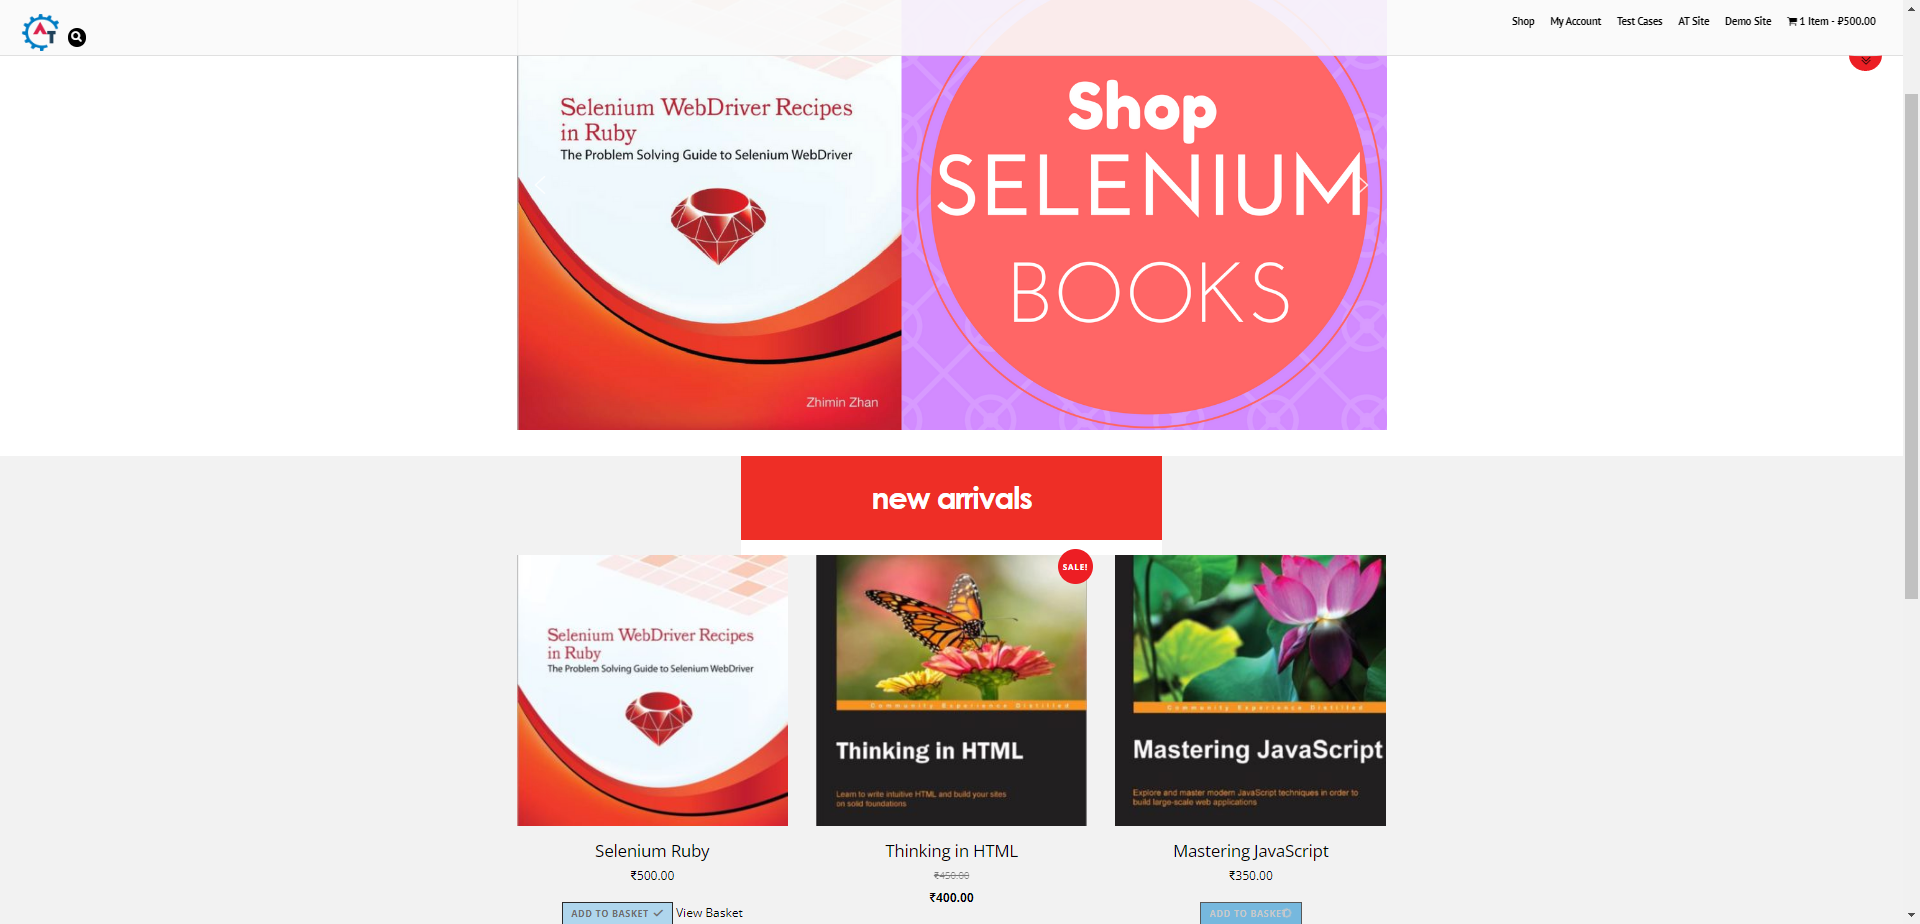 AT
Shop My Account Test Cases AT Site Demo Site 1 Item - ₽500.00
Selenium WebDriver Recipes
in Ruby
The Problem Solving Guide to Selenium WebDriver
Zhimin Zhan
Shop
SELENIUM
BOOKS
new arrivals
Selenium WebDriver Recipes
in Ruby
The Problem Solving Guide to Selenium WebDriver
SALE!
Community Experience Distilled
Thinking in HTML
Learn to write intuitive HTML and build your sites
on solid foundations
Community Experience Distilled
Mastering JavaScript
Explore and master modern JavaScript techniques in order to
build large-scale web applications
Selenium Ruby
₹500.00
ADD TO BASKET View Basket
Thinking in HTML
₹450.00
₹400.00
Mastering JavaScript
₹350.00
ADD TO BASKET